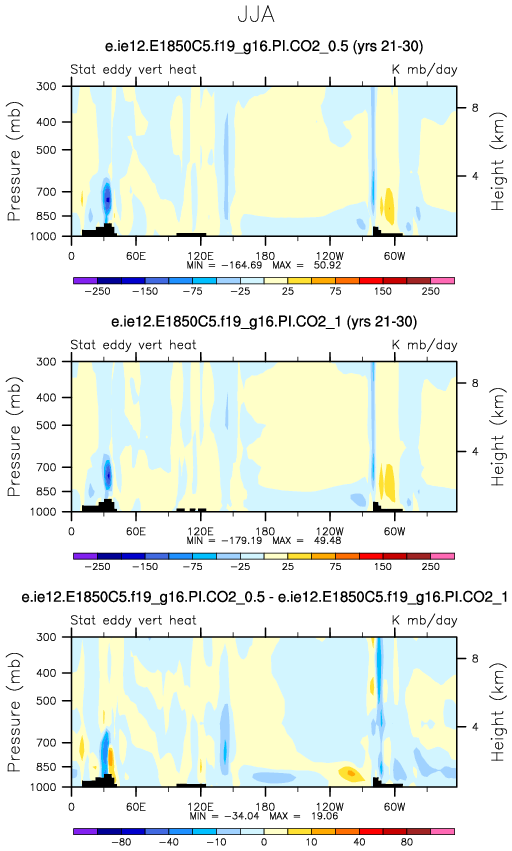 JJA
e.ie12.E1850C5.f19_g16.PI.CO2_0.5 (yrs 21-30)
Stat eddy vert heat K mb/day
300
400
500
700
850
1000
Pressure (mb)
8
4
Height (km)
0 60E 120E 180 120W 60W
MIN = -164.69 MAX = 50.92
-250 -150 -75 -25 25 75 150 250
e.ie12.E1850C5.f19_g16.PI.CO2_1 (yrs 21-30)
Stat eddy vert heat K mb/day
300
400
500
700
850
1000
Pressure (mb)
8
4
Height (km)
0 60E 120E 180 120W 60W
MIN = -179.19 MAX = 49.48
-250 -150 -75 -25 25 75 150 250
e.ie12.E1850C5.f19_g16.PI.CO2_0.5 - e.ie12.E1850C5.f19_g16.PI.CO2_1
Stat eddy vert heat K mb/day
300
400
500
700
850
1000
Pressure (mb)
8
4
Height (km)
0 60E 120E 180 120W 60W
MIN = -34.04 MAX = 19.06
-80 -40 -10 0 10 40 80